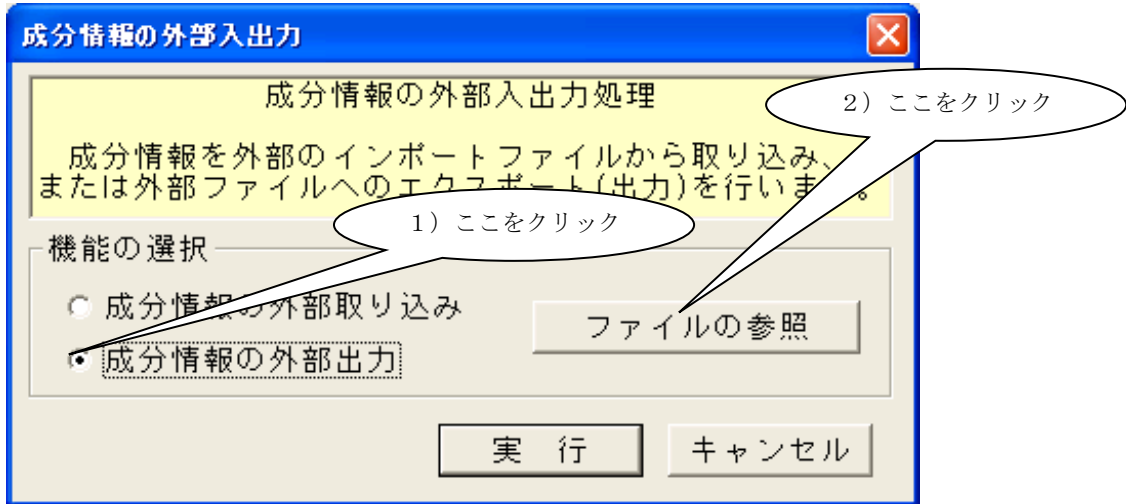 成分情報の外部入出力
成分情報の外部入出力処理
2）ここをクリック
成分情報を外部のインポートファイルから取り込み、
または外部ファイルへのエクスポート(出力)を行います。
1）ここをクリック
機能の選択
成分情報の外部取り込み
ファイルの参照
成分情報の外部出力
実 行
キャンセル